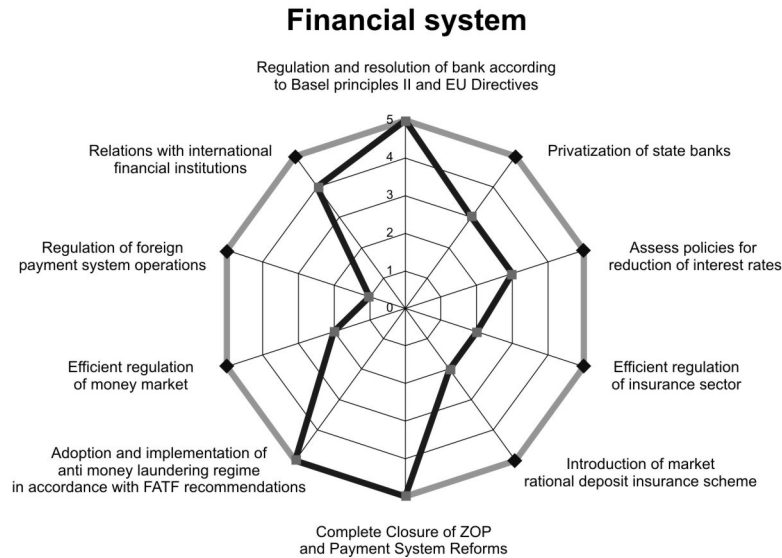 Financial system
Regulation and resolution of bank according
to Basel principles II and EU Directives
Relations with international
financial institutions
Privatization of state banks
Regulation of foreign
payment system operations
Assess policies for
reduction of interest rates
Efficient regulation
of money market
Efficient regulation
of insurance sector
Adoption and implementation of
anti money laundering regime
in accordance with FATF recommendations
Introduction of market
rational deposit insurance scheme
Complete Closure of ZOP
and Payment System Reforms
5
4
3
2
1
0